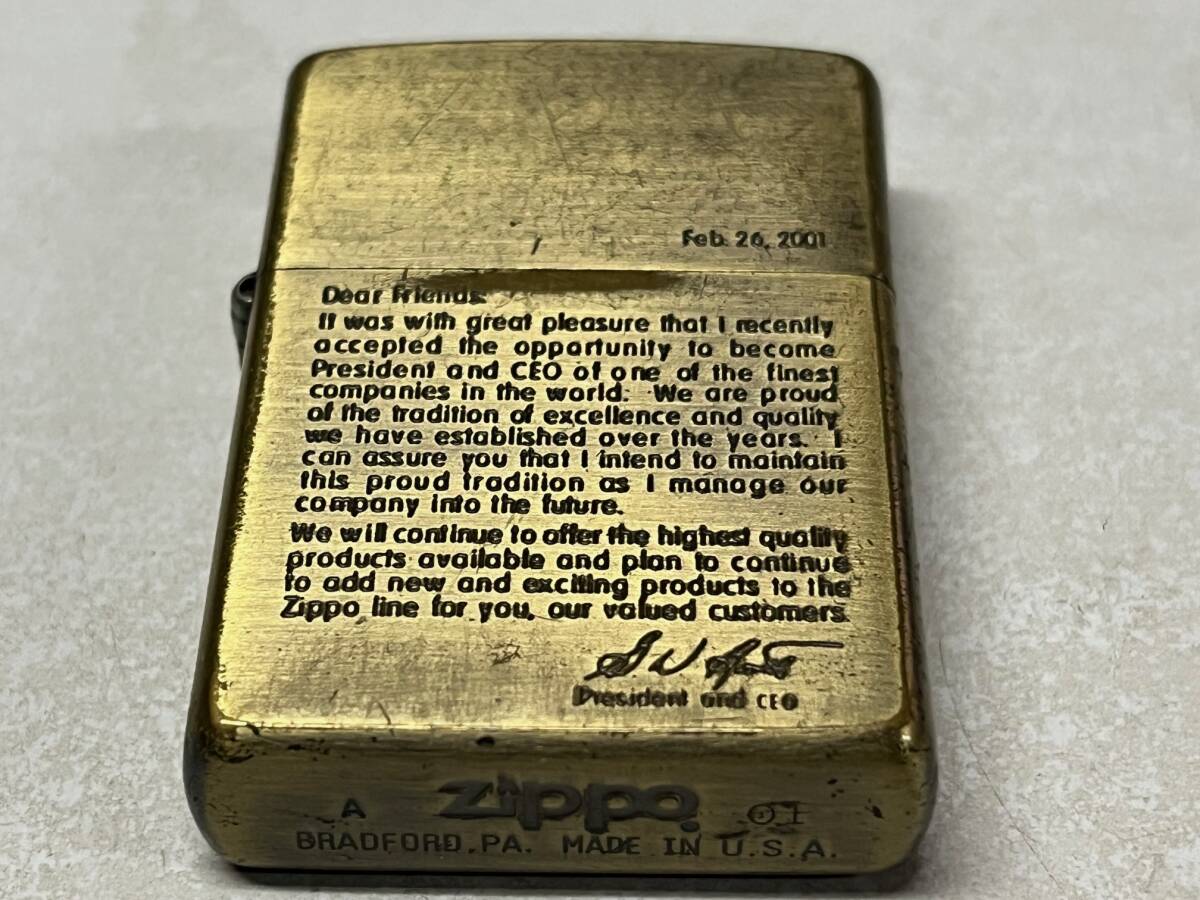 Feb. 26, 2001
Dear Friends:
It was with great pleasure that I recently
accepted the opportunity to become
President and CEO of one of the finest
companies in the world. We are proud
of the tradition of excellence and quality
we have established over the years. I
can assure you that I intend to maintain
this proud tradition as I manage our
company into the future.
We will continue to offer the highest quality
products available and plan to continue
to add new and exciting products to the
Zippo line for you, our valued customers.
G. W.
President and CEO
A zippo 01
BRADFORD, PA. MADE IN U.S.A.